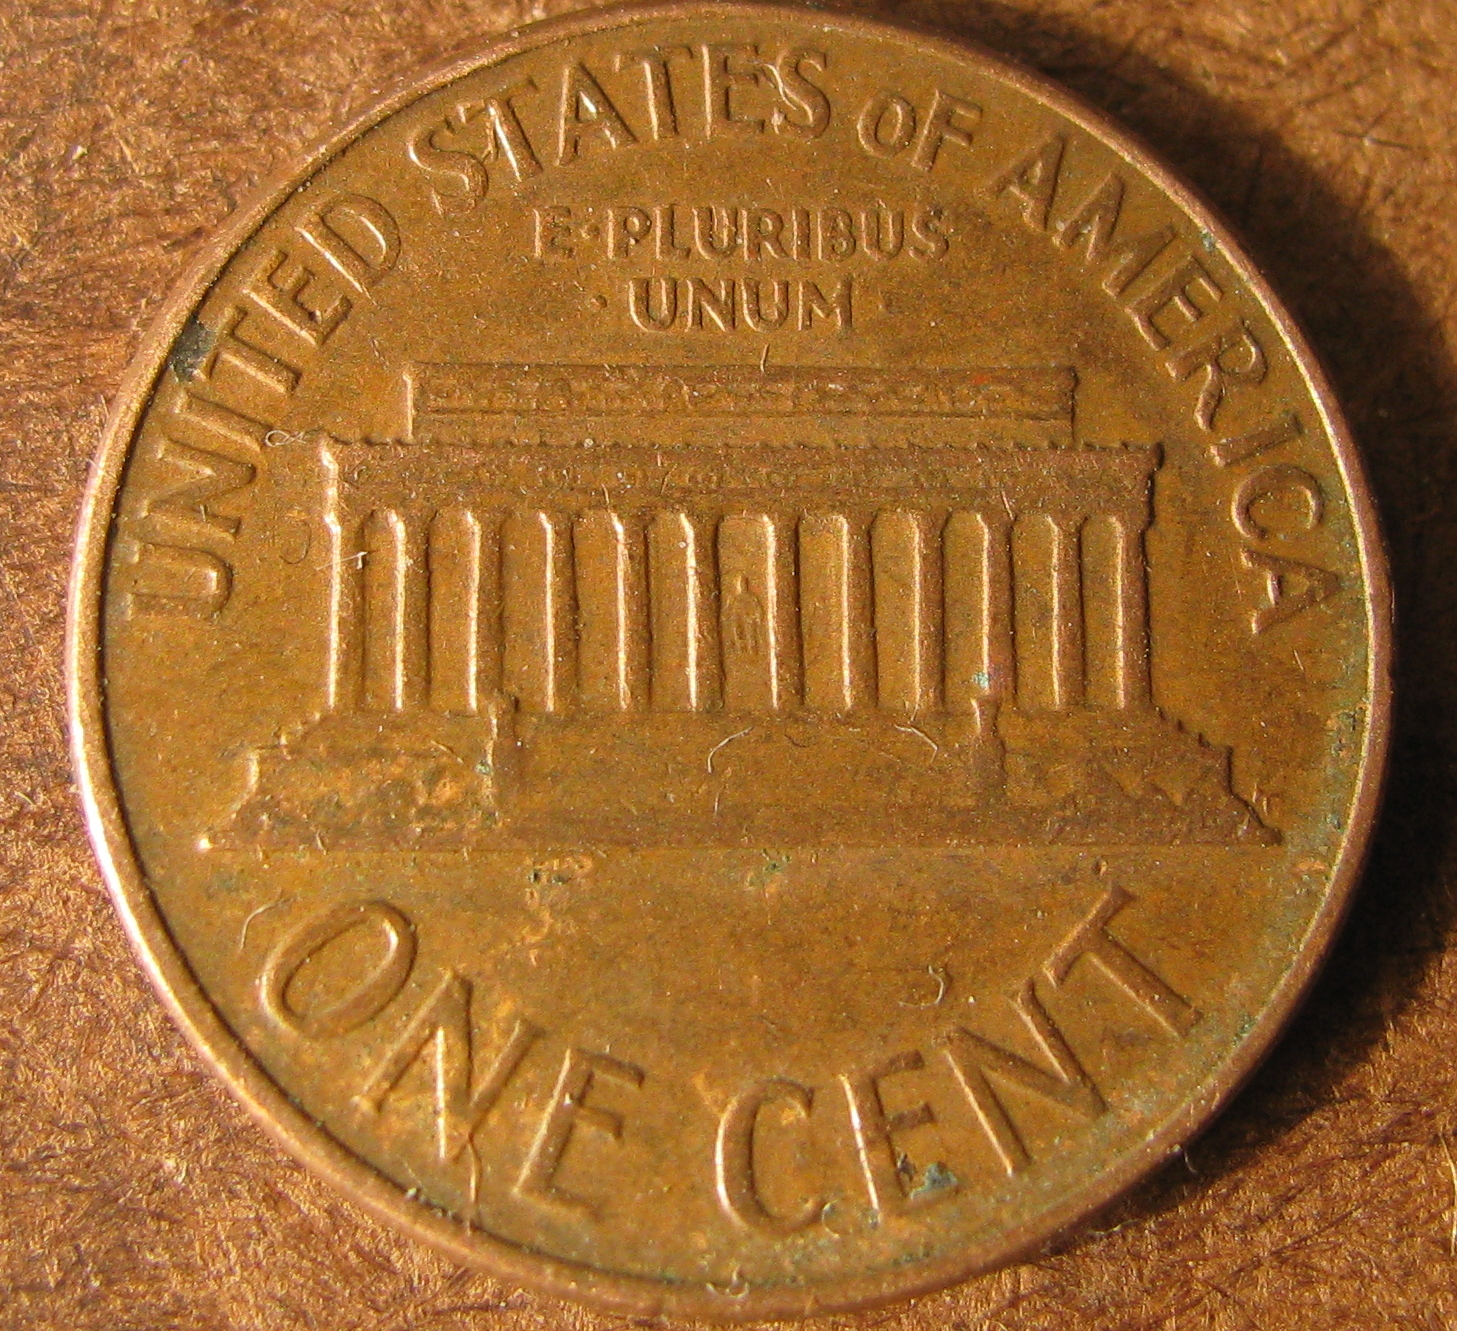 UNITED STATES OF AMERICA
E·PLURIBUS
·UNUM·
ONE CENT